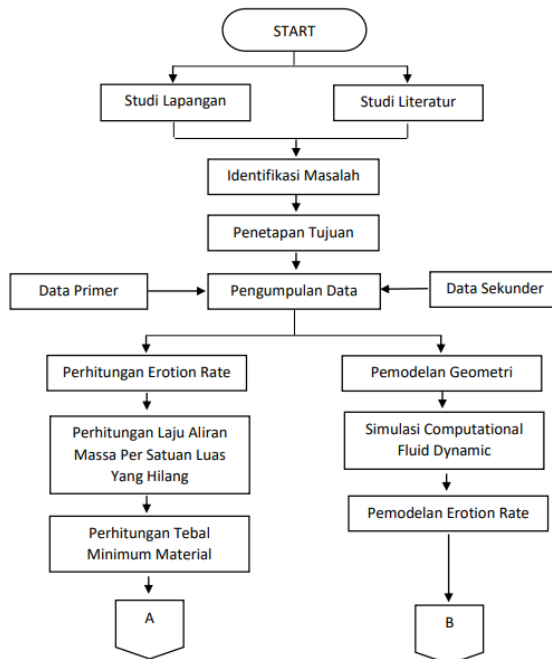 START
Studi Lapangan
Studi Literatur
Identifikasi Masalah
Penetapan Tujuan
Data Primer
Pengumpulan Data
Data Sekunder
Perhitungan Erotion Rate
Pemodelan Geometri
Perhitungan Laju Aliran
Massa Per Satuan Luas
Yang Hilang
Simulasi Computational
Fluid Dynamic
Perhitungan Tebal
Minimum Material
Pemodelan Erotion Rate
A
B